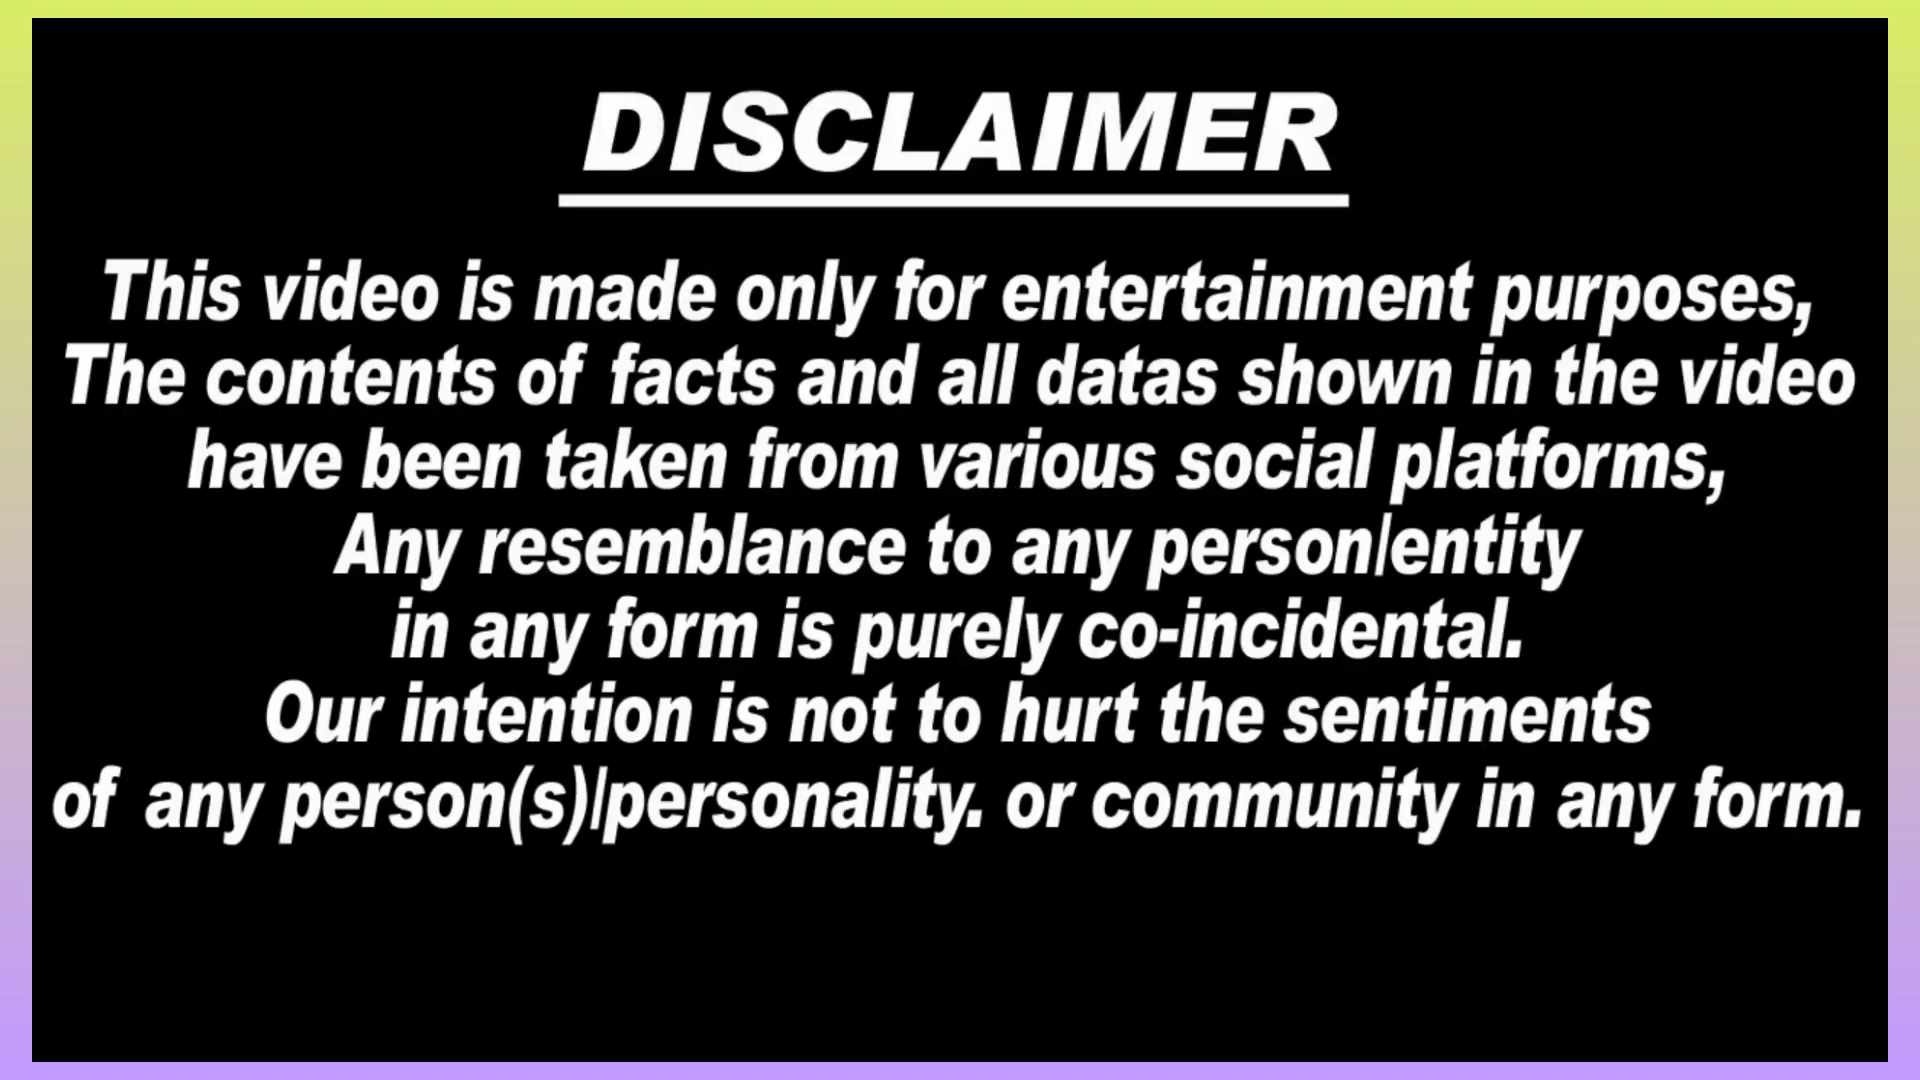 DISCLAIMER
This video is made only for entertainment purposes,
The contents of facts and all datas shown in the video
have been taken from various social platforms,
Any resemblance to any person/entity
in any form is purely co-incidental.
Our intention is not to hurt the sentiments
of any person(s)/personality. or community in any form.